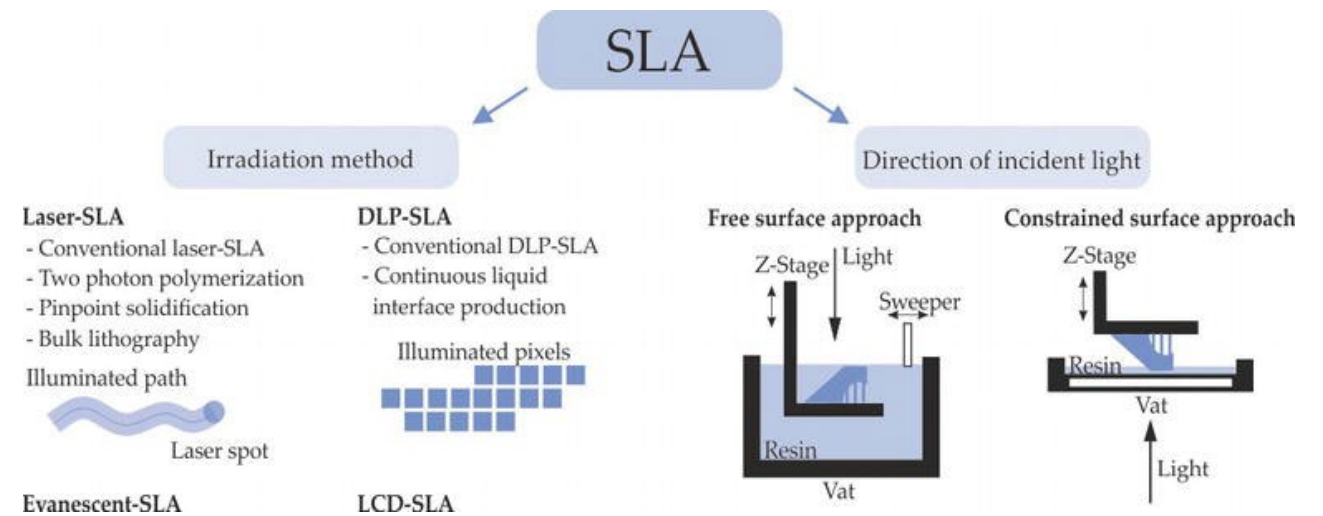 SLA
Irradiation method
Direction of incident light
Laser-SLA
- Conventional laser-SLA
- Two photon polymerization
- Pinpoint solidification
- Bulk lithography
Illuminated path
Laser spot
DLP-SLA
- Conventional DLP-SLA
- Continuous liquid
interface production
Illuminated pixels
Evanescent-SLA
LCD-SLA
Free surface approach
Z-Stage
Light
Sweeper
Resin
Vat
Constrained surface approach
Z-Stage
Resin
Vat
Light